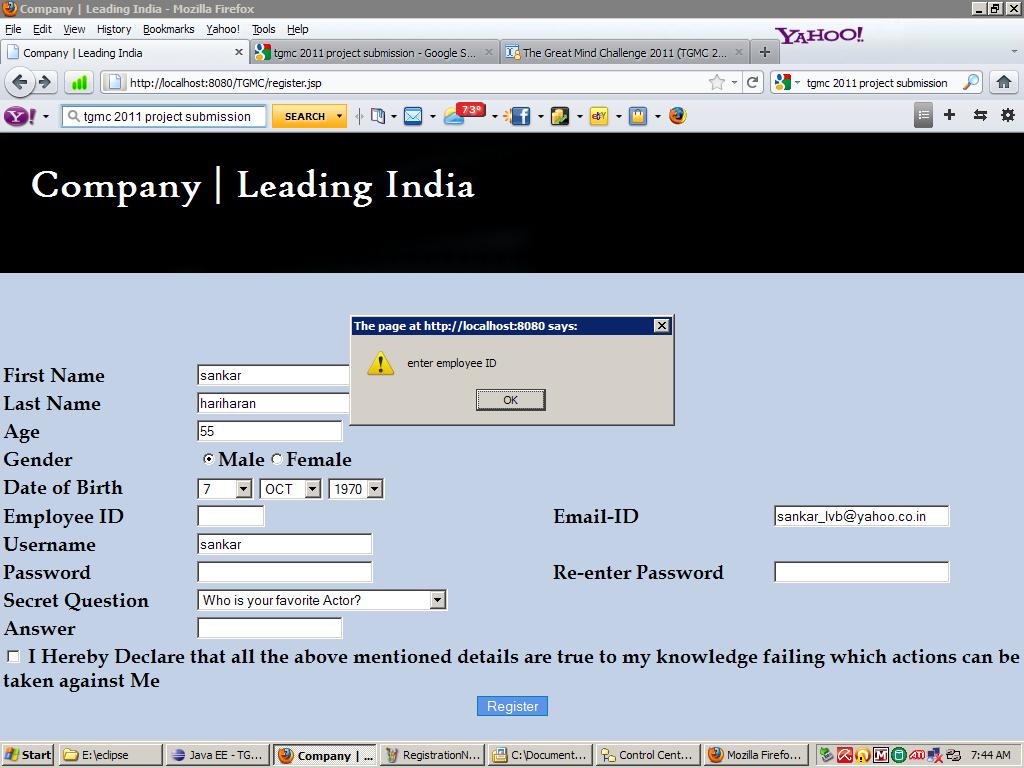 Company | Leading India - Mozilla Firefox
File Edit View History Bookmarks Yahoo! Tools Help
YAHOO!
Company | Leading India
tgmc 2011 project submission - Google S...
The Great Mind Challenge 2011 (TGMC 2...
http://localhost:8080/TGMC/register.jsp
tgmc 2011 project submission
Y! tgmc 2011 project submission SEARCH 73°
Company | Leading India
The page at http://localhost:8080 says:
enter employee ID
OK
First Name sankar
Last Name hariharan
Age 55
Gender Male Female
Date of Birth 7 OCT 1970
Employee ID Email-ID sankar_lvb@yahoo.co.in
Username sankar
Password Re-enter Password
Secret Question Who is your favorite Actor?
Answer
I Hereby Declare that all the above mentioned details are true to my knowledge failing which actions can be
taken against Me
Register
Start E:\eclipse Java EE - TG... Company | ... RegistrationN... C:\Document... Control Cent... Mozilla Firefo... 7:44 AM